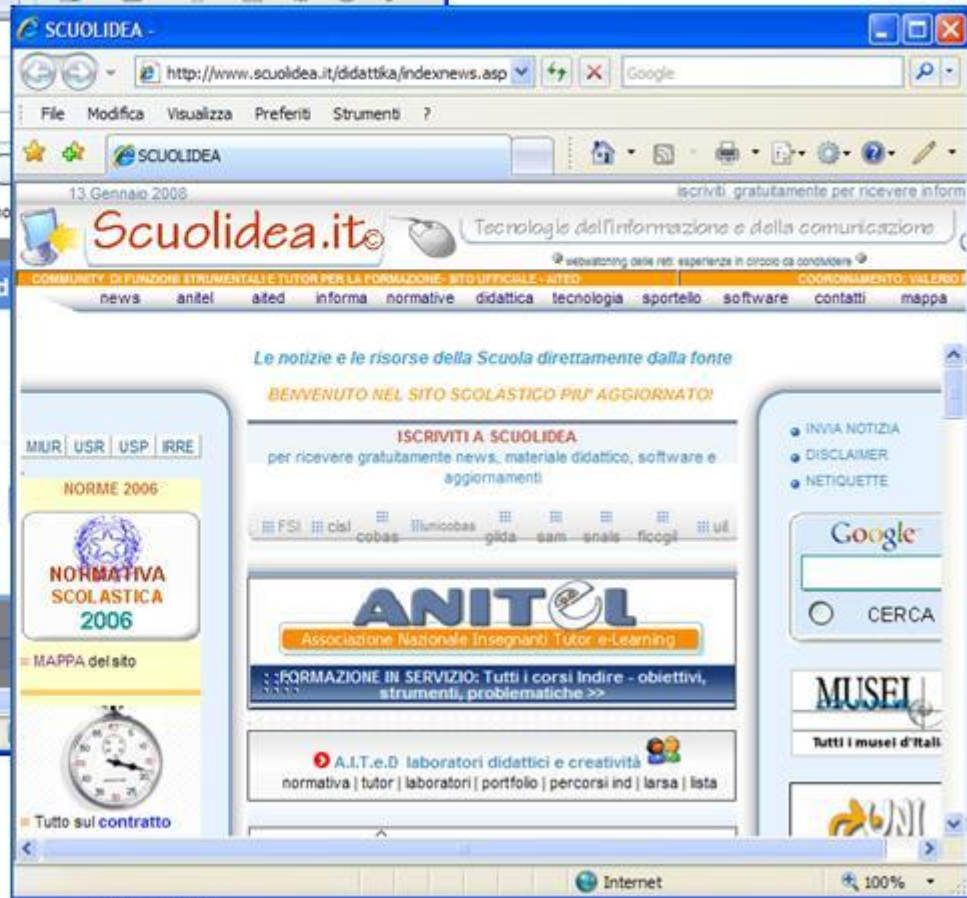 SCUOLIDEA -
http://www.scuolidea.it/didattika/indexnews.asp
Google
File Modifica Visualizza Preferiti Strumenti ?
SCUOLIDEA
13 Gennaio 2008
iscriviti gratuitamente per ricevere inform
Scuolidea.it©
Tecnologie dell'informazione e della comunicazione
webwatching delle reti: esperienze in circolo da condividere
COMMUNITY DI FUNZIONI STRUMENTALI E TUTOR PER LA FORMAZIONE- SITO UFFICIALE - AITED
COORDINAMENTO: VALERIO
news anitel aited informa normative didattica tecnologia sportello software contatti mappa
Le notizie e le risorse della Scuola direttamente dalla fonte
BENVENUTO NEL SITO SCOLASTICO PIU' AGGIORNATO!
MIUR USR USP IRRE
NORME 2006
NORMATIVA
SCOLASTICA
2006
MAPPA del sito
Tutto sul contratto
ISCRIVITI A SCUOLIDEA
per ricevere gratuitamente news, materiale didattico, software e
aggiornamenti
FSI cisl cobas unicobas gilda sam snals flccgil uil
ANITEL
Associazione Nazionale Insegnanti Tutor e-Learning
FORMAZIONE IN SERVIZIO: Tutti i corsi Indire - obiettivi,
strumenti, problematiche >>
A.I.T.e.D laboratori didattici e creatività
normativa | tutor | laboratori | portfolio | percorsi ind | larsa | lista
INVIA NOTIZIA
DISCLAIMER
NETIQUETTE
Google
CERCA
MUSEI
Tutti i musei d'Itali
UNI
Internet
100%